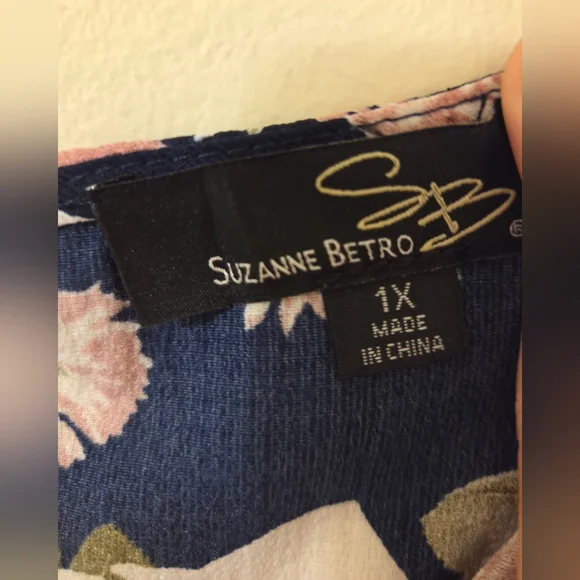 SB®
SUZANNE BETRO
1X
MADE
IN CHINA